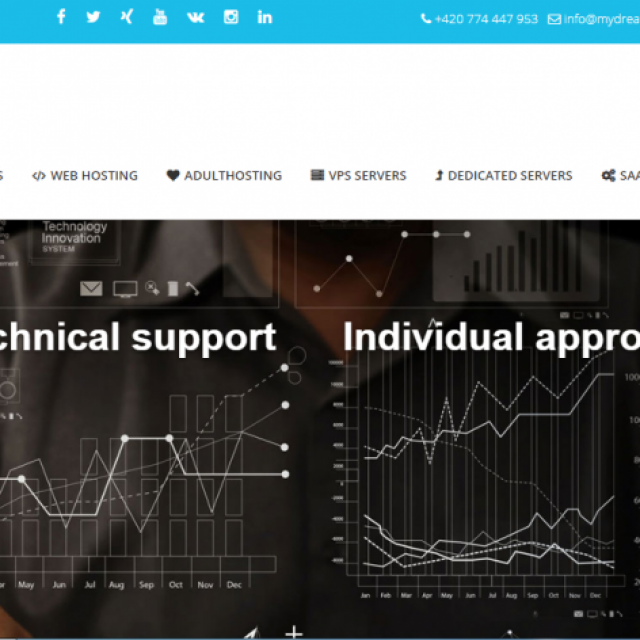 +420 774 447 953 info@mydrea
S WEB HOSTING ADULTHOSTING VPS SERVERS DEDICATED SERVERS SAA
Technology
Innovation
SYSTEM
chnical support Individual appro
May Jun Jul Aug Sep Oct Nov Dec
Jan Feb Mar Apr May Jun Jul Aug Sep Oct Nov Dec